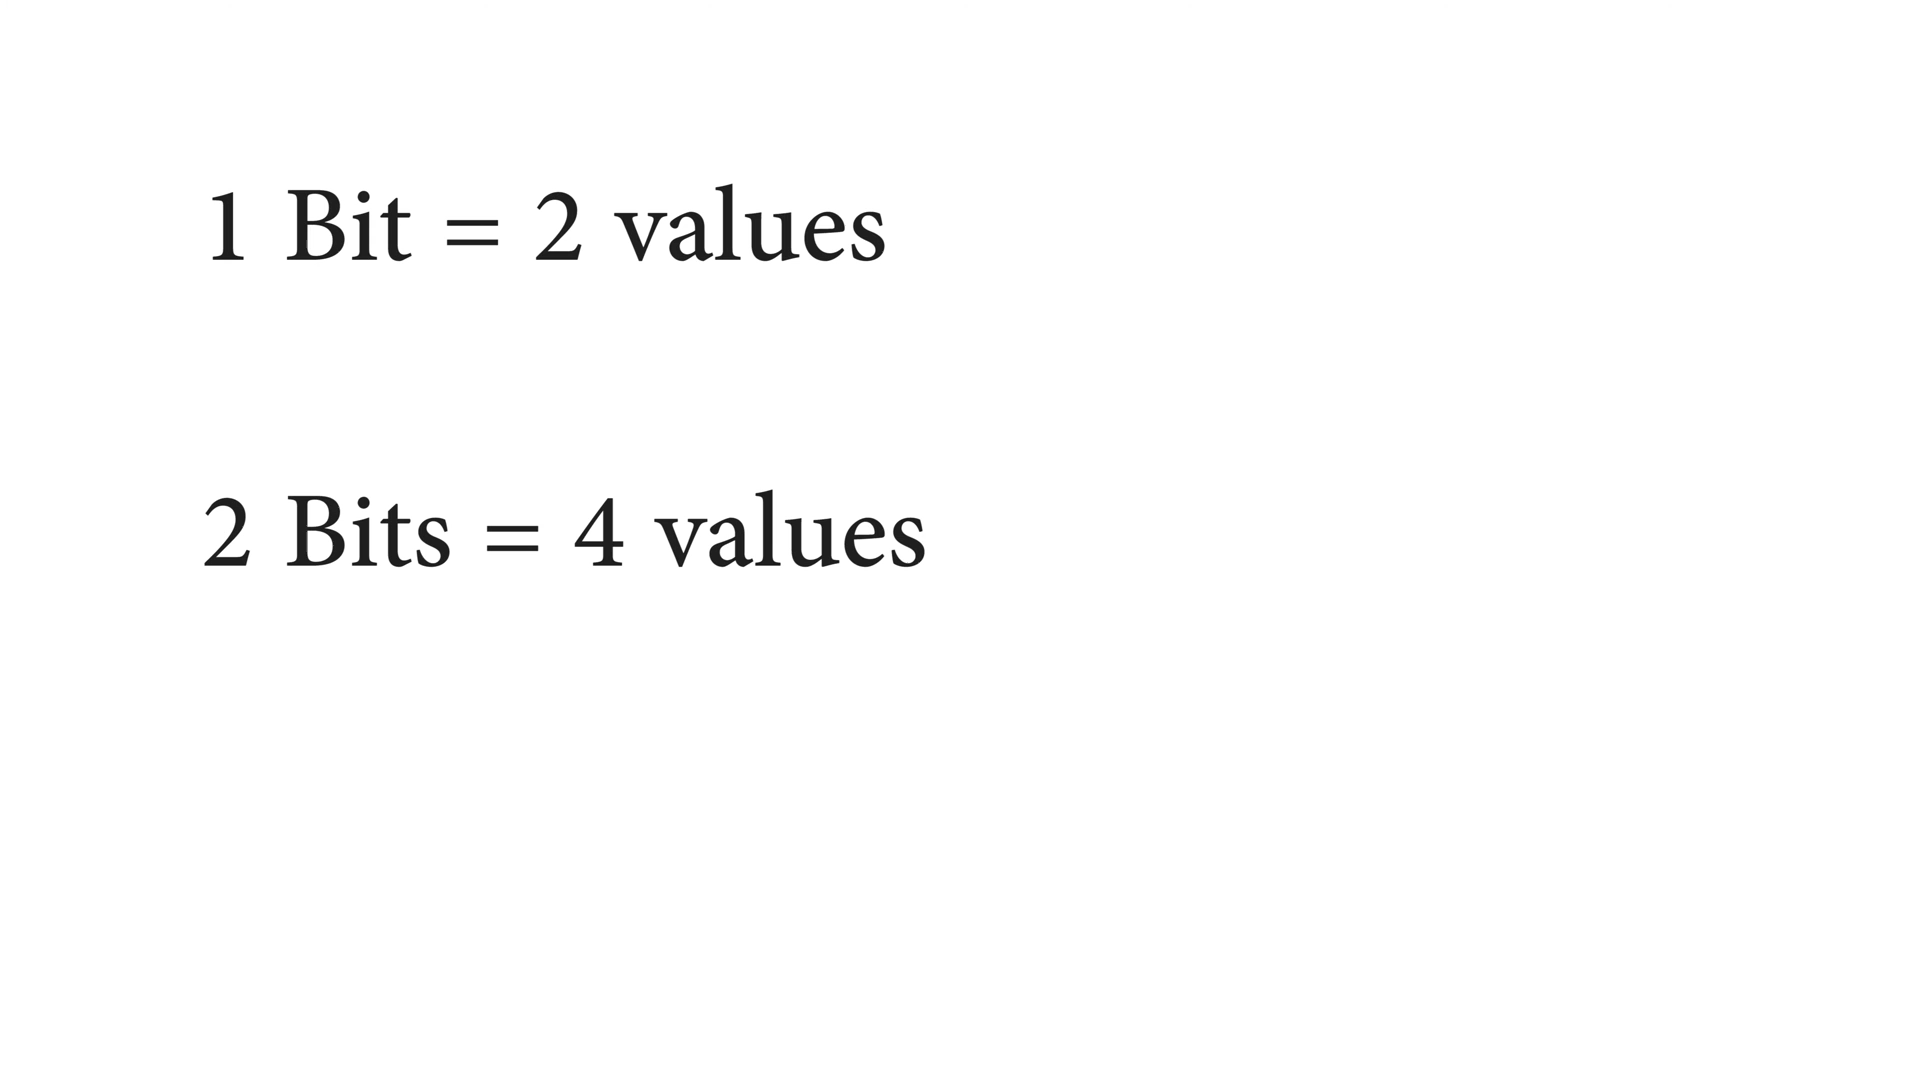 1 Bit = 2 values
2 Bits = 4 values